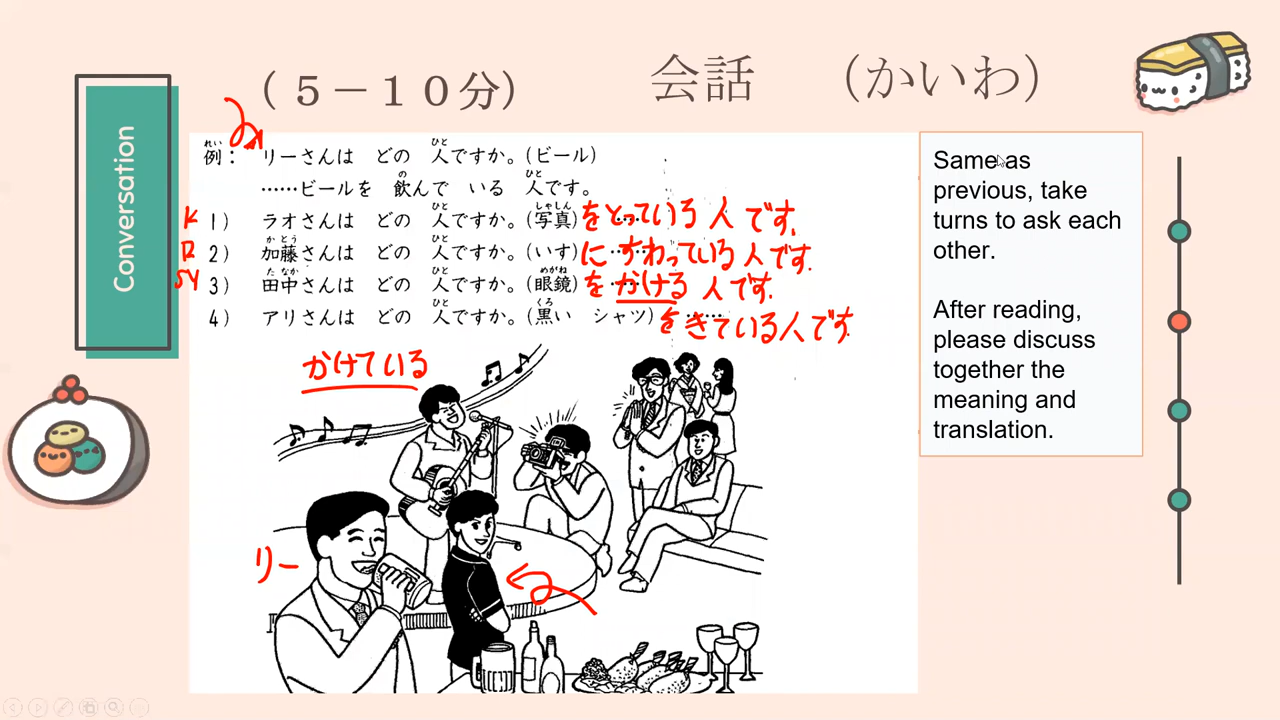 (５－１０分)
会話 (かいわ)
Conversation
例： リーさんは どの 人ですか。(ビール)
……ビールを 飲んで いる 人です。
K 1) ラオさんは どの 人ですか。(写真) をとっている 人 です.
2) 加藤さんは どの 人ですか。(いす) に すわっている 人 です.
SY 3) 田中さんは どの 人ですか。(眼鏡) を かける 人 です.
4) アリさんは どの 人ですか。(黒い シャツ) をきている人です
かけている
リー
Same as
previous, take
turns to ask each
other.
After reading,
please discuss
together the
meaning and
translation.